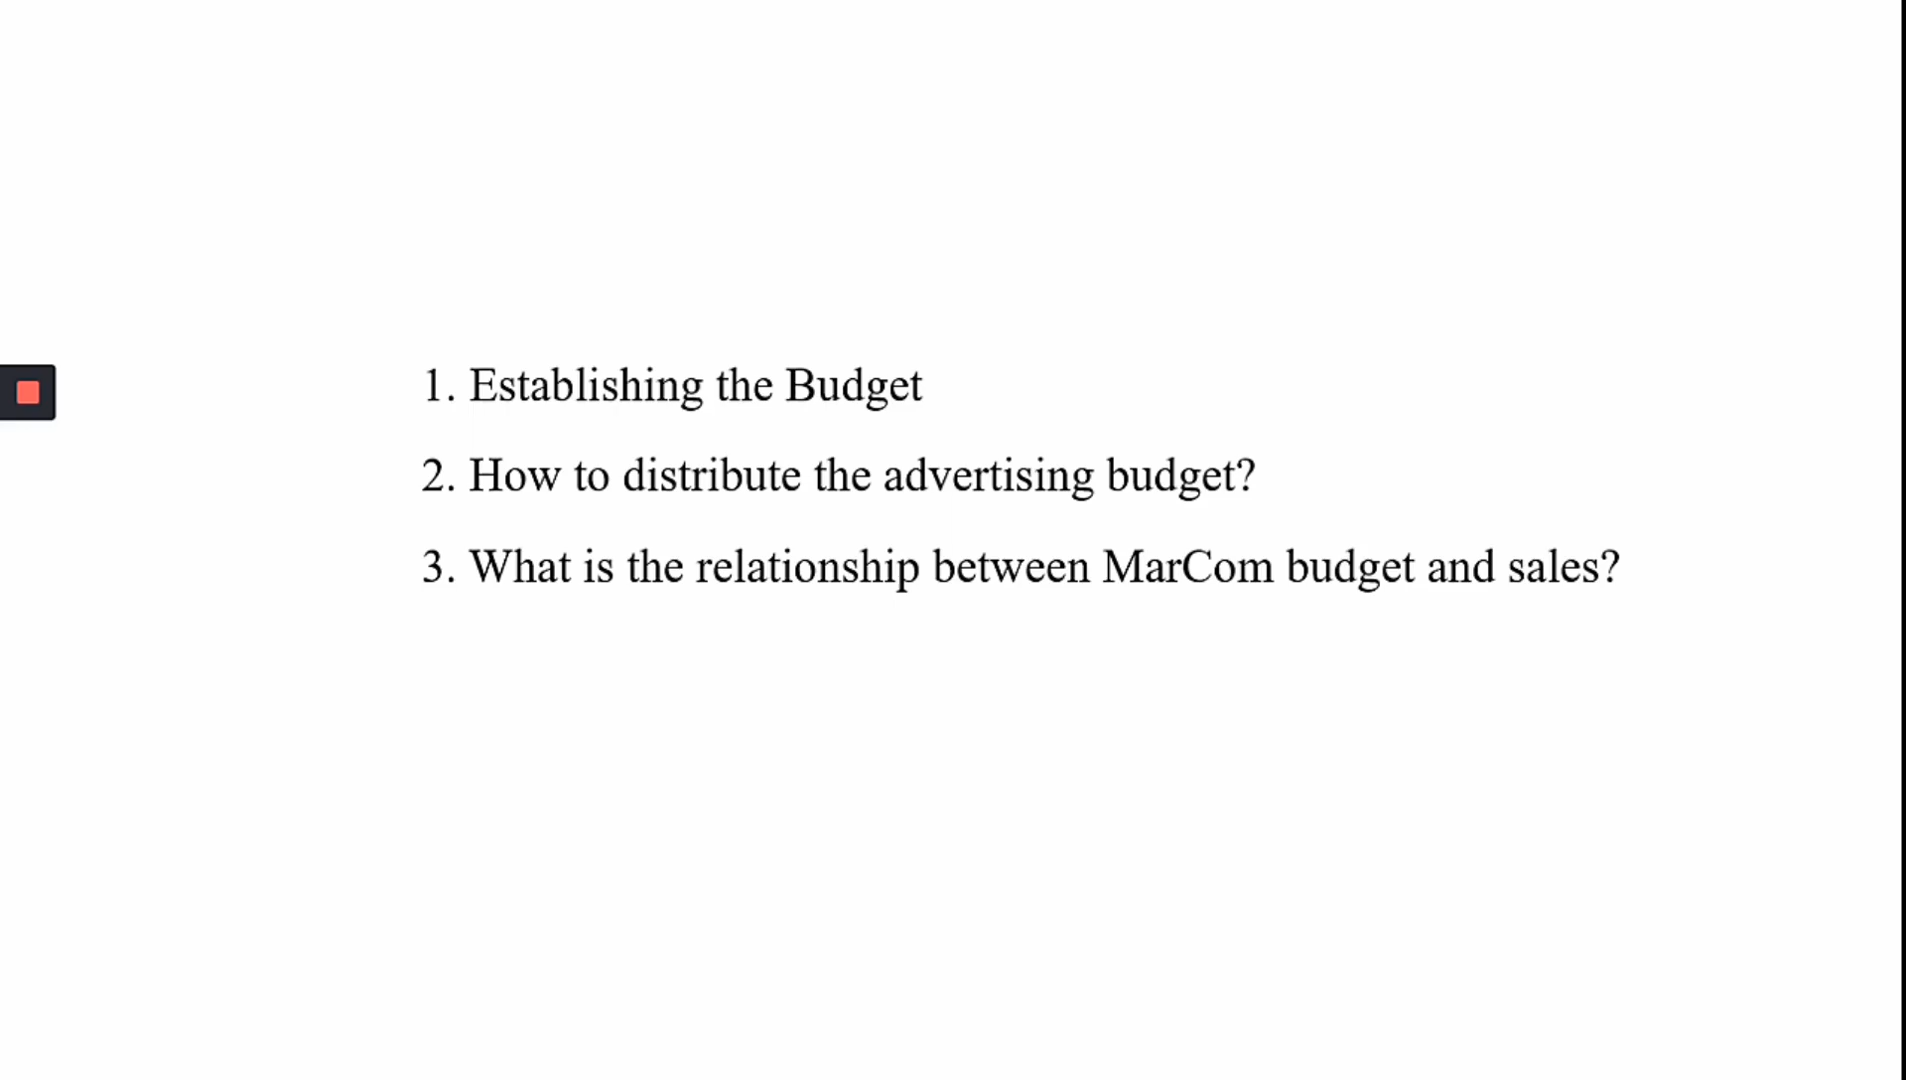 1. Establishing the Budget
2. How to distribute the advertising budget?
3. What is the relationship between MarCom budget and sales?